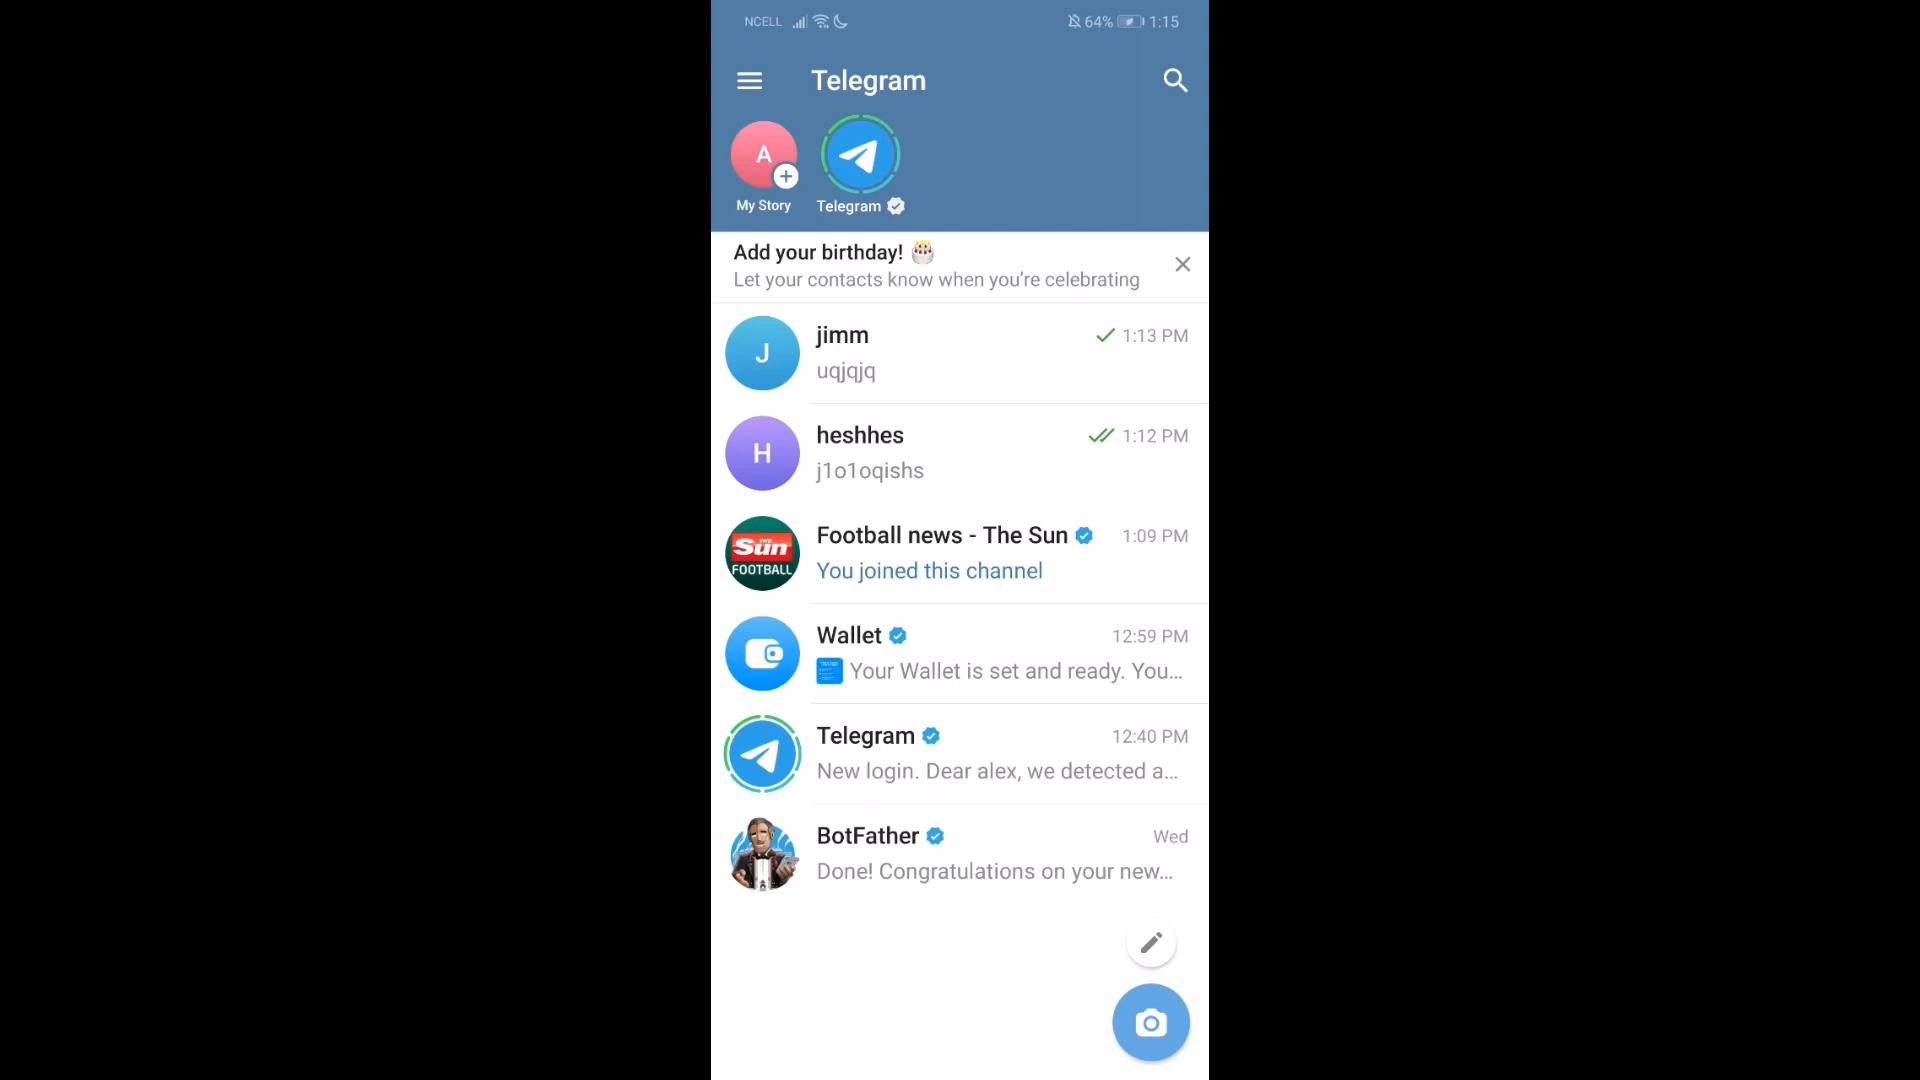 NCELL 64% 1:15
Telegram
A
My Story Telegram
Add your birthday! 🎂
Let your contacts know when you’re celebrating
J jimm 1:13 PM
uqjqjq
H heshhes 1:12 PM
j1o1oqishs
THE Sun FOOTBALL
Football news - The Sun 1:09 PM
You joined this channel
Wallet 12:59 PM
Your Wallet is set and ready. You...
Telegram 12:40 PM
New login. Dear alex, we detected a...
BotFather Wed
Done! Congratulations on your new...